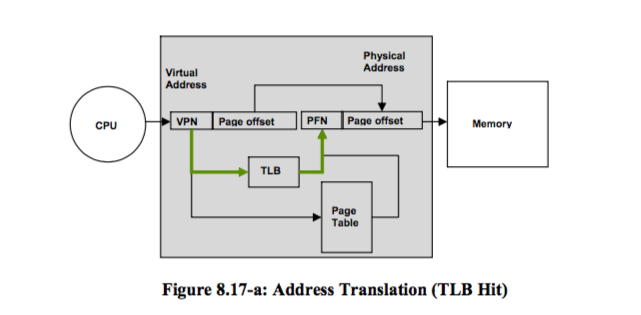 Physical
Address
Virtual
Address
CPU
VPN
Page offset
PFN
Page offset
Memory
TLB
Page
Table
Figure 8.17-a: Address Translation (TLB Hit)